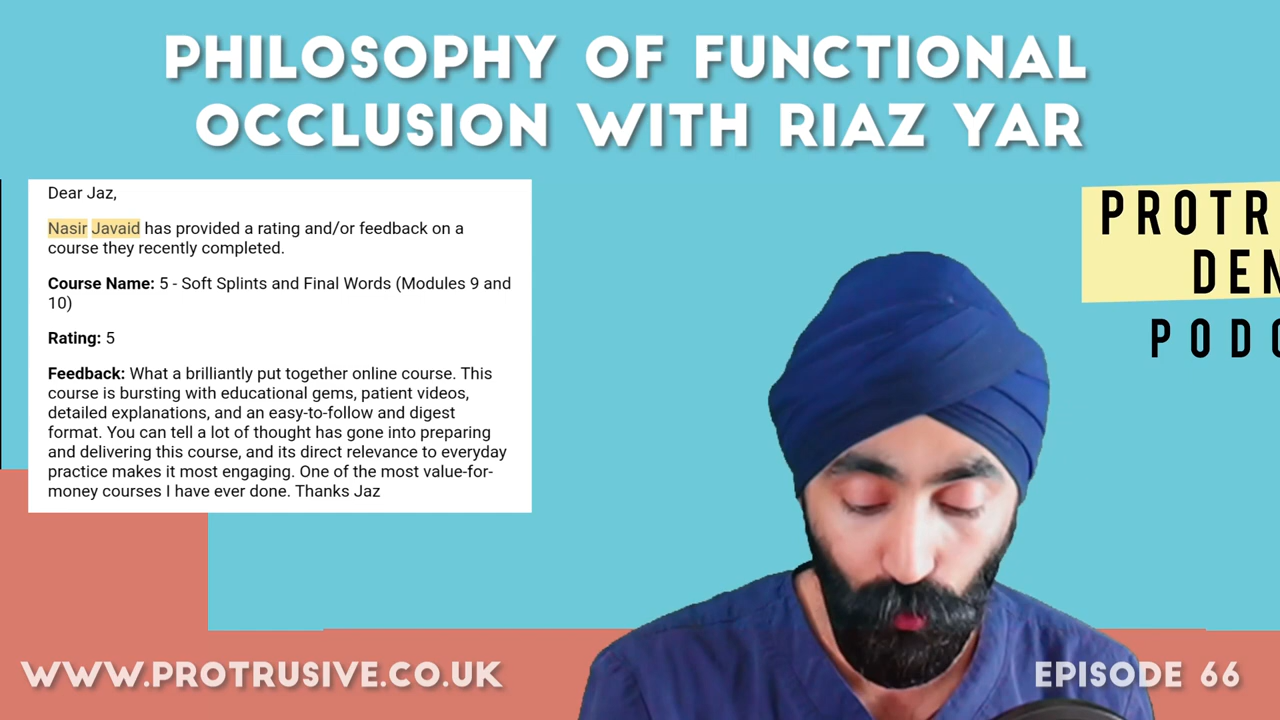 PHILOSOPHY OF FUNCTIONAL
OCCLUSION WITH RIAZ YAR
Dear Jaz,
Nasir Javaid has provided a rating and/or feedback on a
course they recently completed.
Course Name: 5 - Soft Splints and Final Words (Modules 9 and
10)
Rating: 5
Feedback: What a brilliantly put together online course. This
course is bursting with educational gems, patient videos,
detailed explanations, and an easy-to-follow and digest
format. You can tell a lot of thought has gone into preparing
and delivering this course, and its direct relevance to everyday
practice makes it most engaging. One of the most value-for-
money courses I have ever done. Thanks Jaz
PROTR
DEN
PODC
WWW.PROTRUSIVE.CO.UK
EPISODE 66